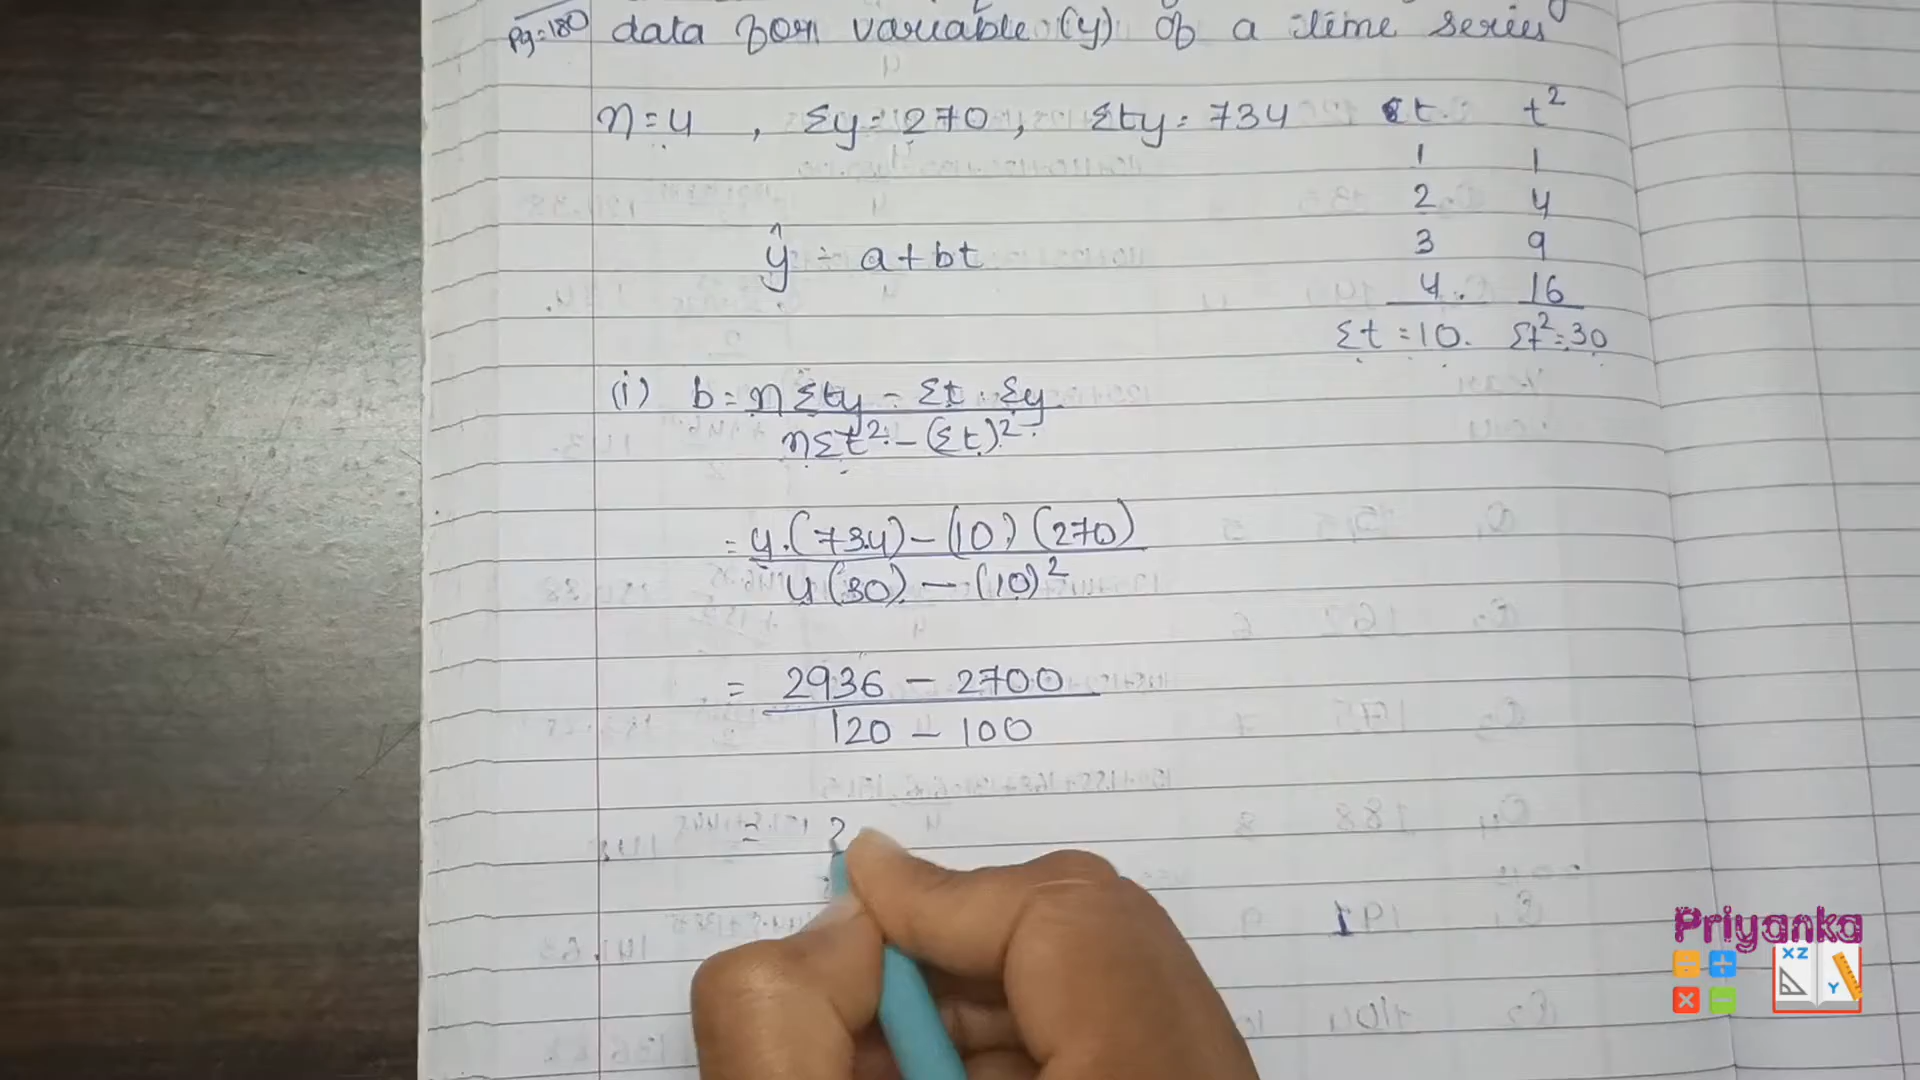 pg=180 data for variable (y) of a time series
n=4 , Σy=270, Σty=734
t t²
1 1
2 4
3 9
4 16
Σt=10. Σt²=30
ŷ = a+bt
(i) b = nΣty - Σt · Σy
nΣt² - (Σt)²
= 4.(734) - (10) (270)
4(30) - (10)²
= 2936 - 2700
120 - 100
= 2
Priyanka
XZ
Y